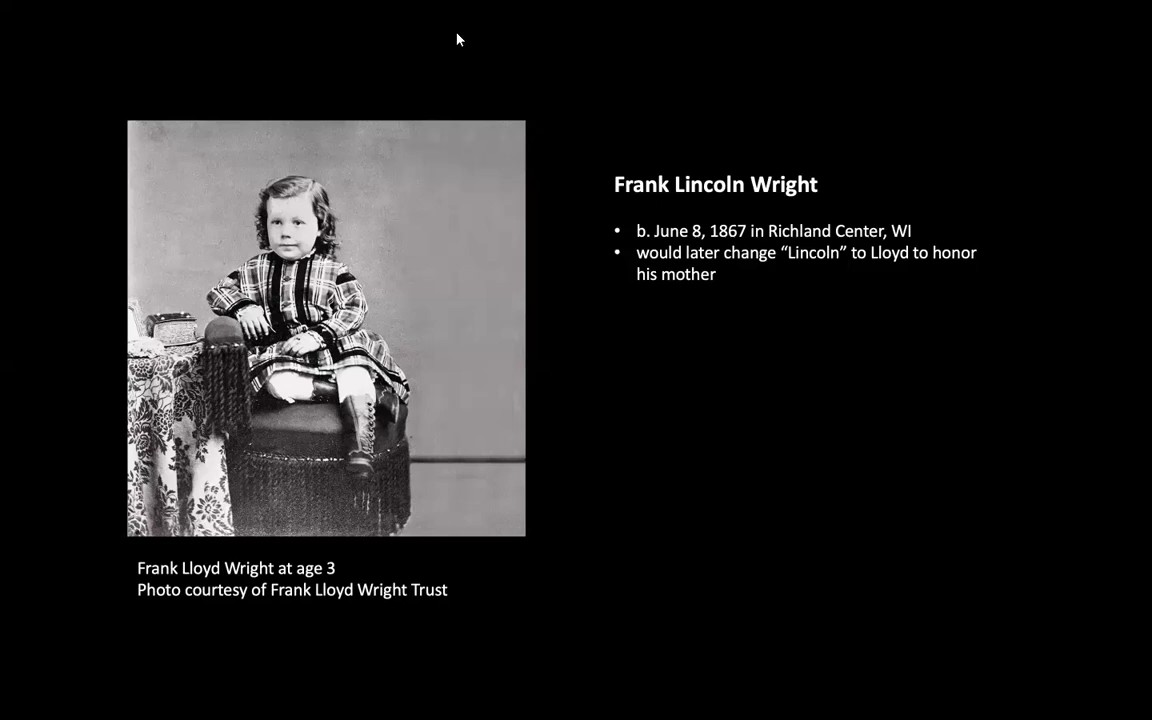 Frank Lincoln Wright
• b. June 8, 1867 in Richland Center, WI
• would later change “Lincoln” to Lloyd to honor
his mother
Frank Lloyd Wright at age 3
Photo courtesy of Frank Lloyd Wright Trust